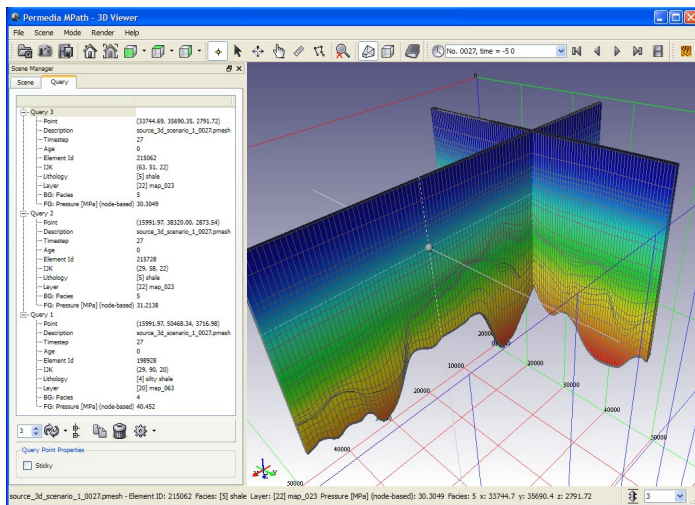 Permedia MPath - 3D Viewer
File Scene Mode Render Help
No. 0027, time = -5 0
Scene Manager
Scene Query
Query 3
Point (33744.69, 35690.35, 2791.72)
Description source_3d_scenario_1_0027.pmesh
Timestep 27
Age 0
Element Id 215062
IJK (63, 51, 22)
Lithology [5] shale
Layer [22] map_023
BG: Facies 5
FG: Pressure [MPa] (node-based) 30.3049
Query 2
Point (15991.97, 38320.00, 2873.54)
Description source_3d_scenario_1_0027.pmesh
Timestep 27
Age 0
Element Id 215728
IJK (29, 58, 22)
Lithology [5] shale
Layer [22] map_023
BG: Facies 5
FG: Pressure [MPa] (node-based) 31.2138
Query 1
Point (15991.97, 50468.34, 3716.98)
Description source_3d_scenario_1_0027.pmesh
Timestep 27
Age 0
Element Id 198928
IJK (29, 90, 20)
Lithology [4] silty shale
Layer [20] map_063
BG: Facies 4
FG: Pressure [MPa] (node-based) 40.452
3
Query Point Properties
Sticky
0
10000
20000
40000
50000
20000
30000
40000
50000
source_3d_scenario_1_0027.pmesh - Element ID: 215062 Facies: [5] shale Layer: [22] map_023 Pressure [MPa] (node-based): 30.3049 Facies: 5 x: 33744.7 y: 35690.4 z: 2791.72
3